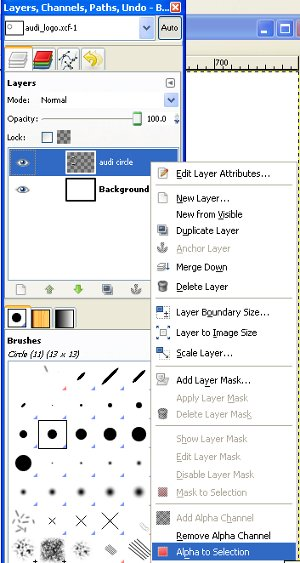 Layers, Channels, Paths, Undo - B...
audi_logo.xcf-1
Auto
700
Layers
Mode: Normal
Opacity: 100.0
Lock:
audi circle
Background
Edit Layer Attributes...
New Layer...
New from Visible
Duplicate Layer
Anchor Layer
Merge Down
Delete Layer
Layer Boundary Size...
Layer to Image Size
Scale Layer...
Add Layer Mask...
Apply Layer Mask
Delete Layer Mask
Show Layer Mask
Edit Layer Mask
Disable Layer Mask
Mask to Selection
Add Alpha Channel
Remove Alpha Channel
Alpha to Selection
Brushes
Circle (11) (13 × 13)